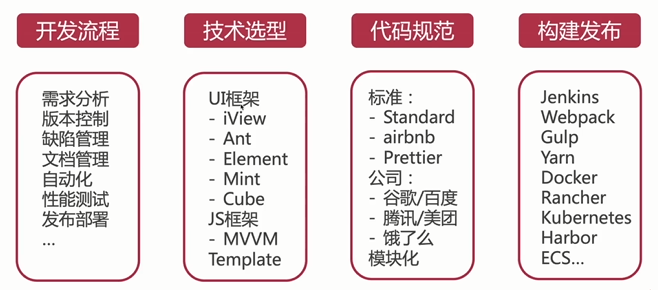 开发流程
需求分析
版本控制
缺陷管理
文档管理
自动化
性能测试
发布部署
...
技术选型
UI框架
- iView
- Ant
- Element
- Mint
- Cube
JS框架
- MVVM
Template
代码规范
标准：
- Standard
- airbnb
- Prettier
公司：
- 谷歌/百度
- 腾讯/美团
- 饿了么
模块化
构建发布
Jenkins
Webpack
Gulp
Yarn
Docker
Rancher
Kubernetes
Harbor
ECS...